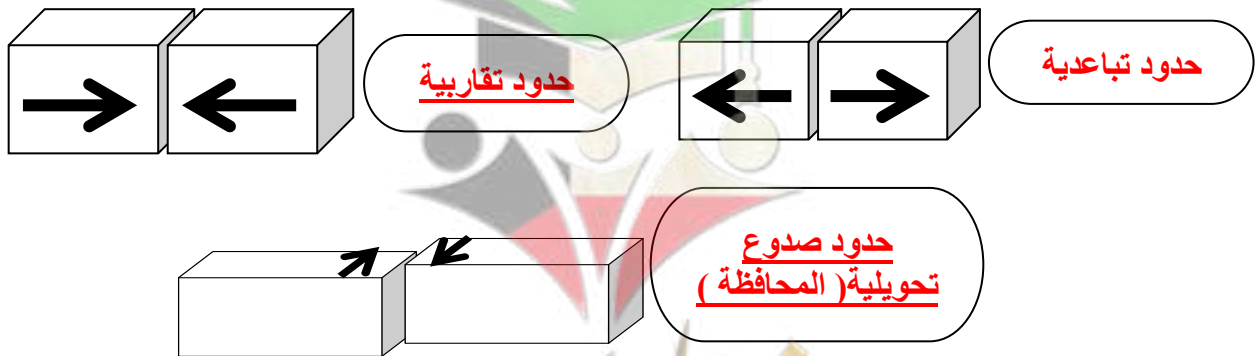 حدود تباعدية
حدود تقاربية
حدود صدوع
تحويلية( المحافظة )